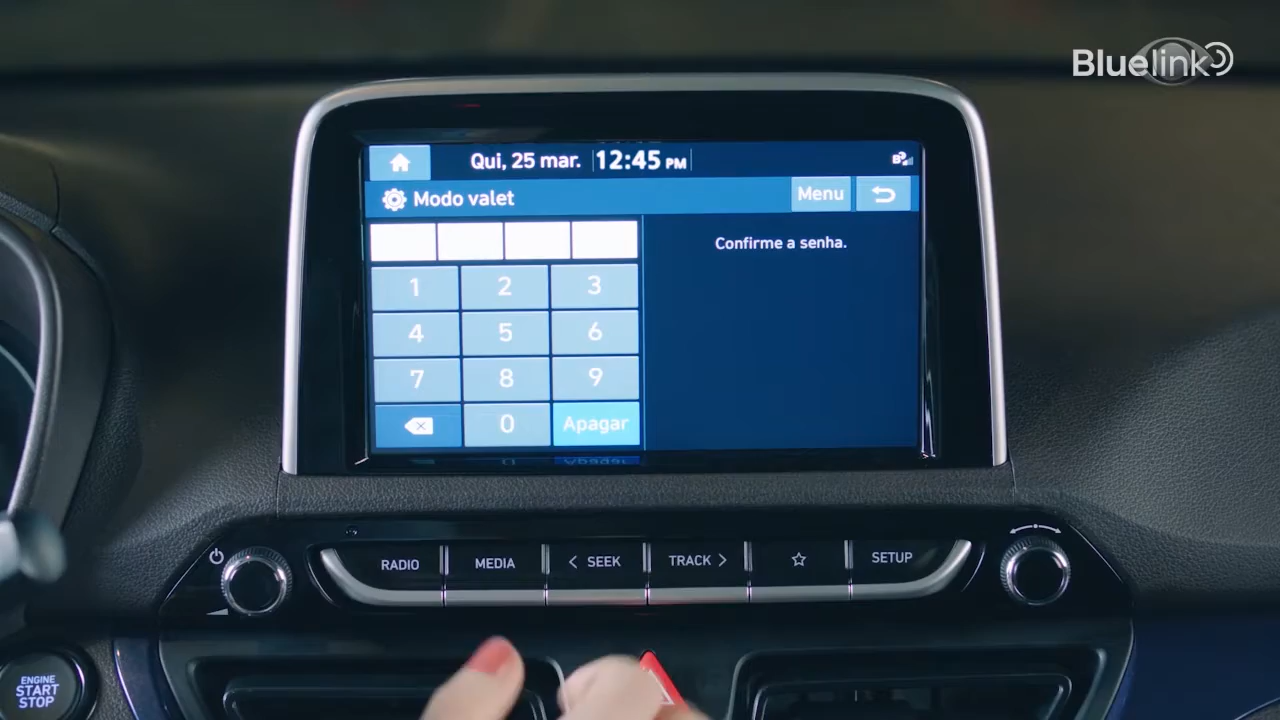 Bluelink
Qui, 25 mar. 12:45 PM
Modo valet
Menu
Confirme a senha.
1 2 3
4 5 6
7 8 9
0 Apagar
RADIO MEDIA SEEK TRACK SETUP
ENGINE
START
STOP